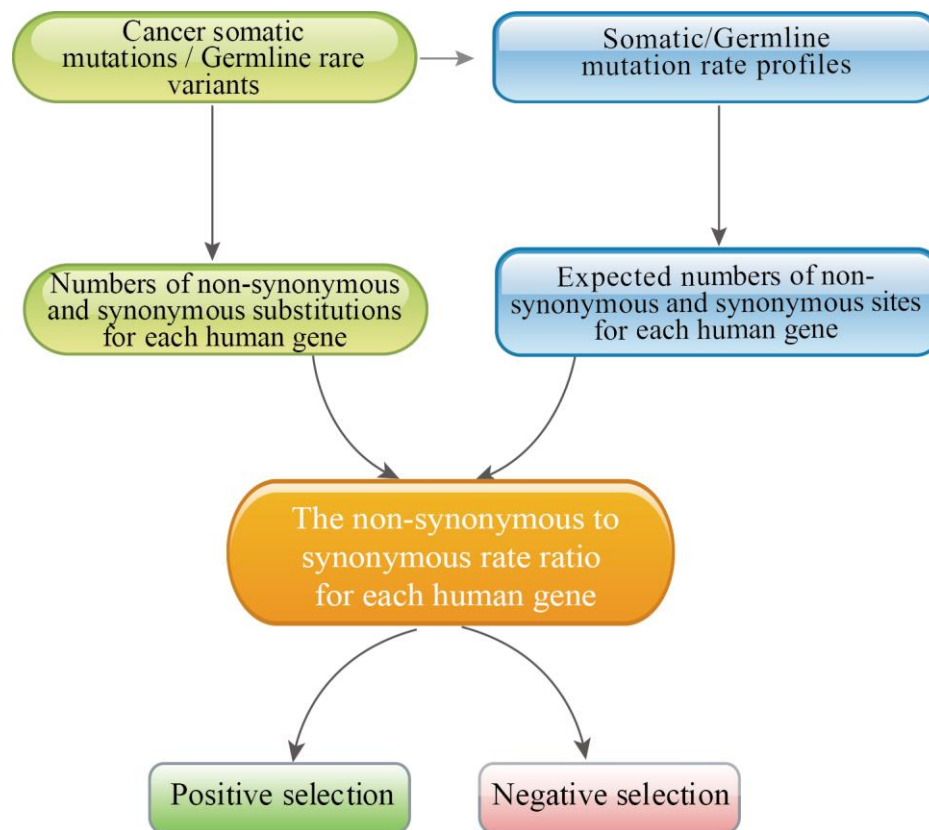 Cancer somatic
mutations / Germline rare
variants
Somatic/Germline
mutation rate profiles
Numbers of non-synonymous
and synonymous substitutions
for each human gene
Expected numbers of non-
synonymous and synonymous sites
for each human gene
The non-synonymous to
synonymous rate ratio
for each human gene
Positive selection
Negative selection